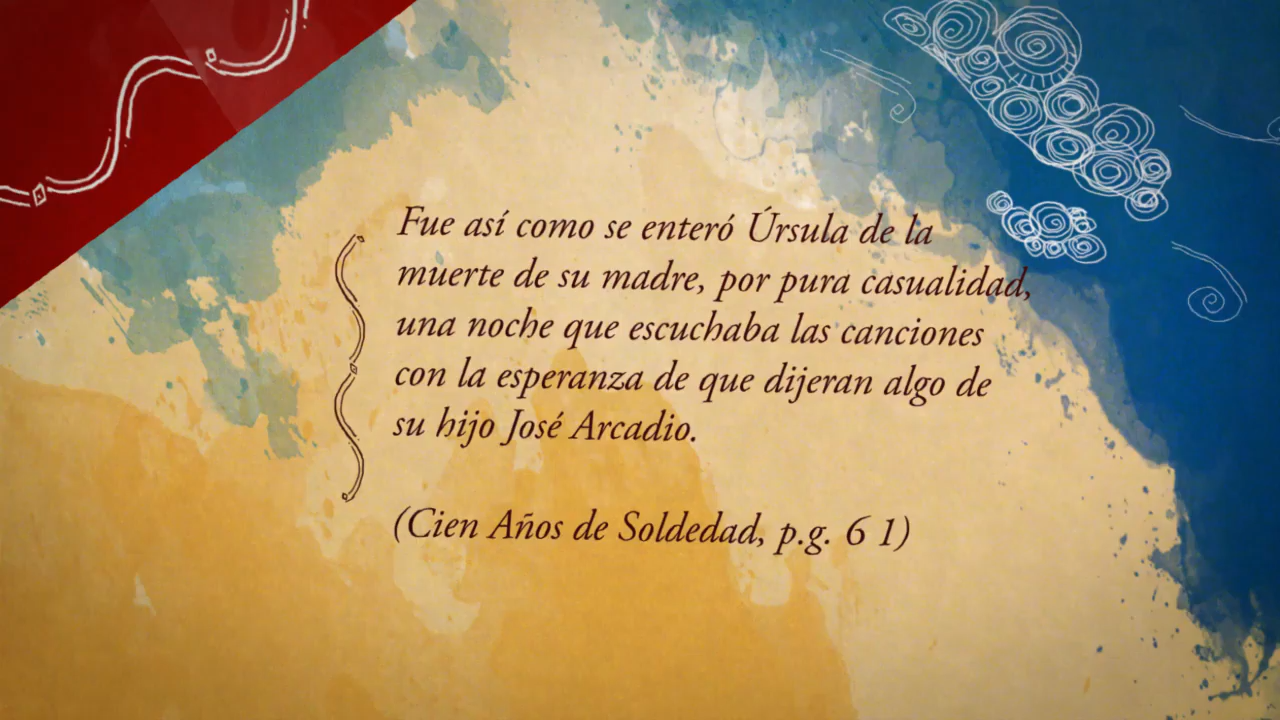 Fue así como se enteró Úrsula de la
muerte de su madre, por pura casualidad,
una noche que escuchaba las canciones
con la esperanza de que dijeran algo de
su hijo José Arcadio.
(Cien Años de Soldedad, p.g. 6 1)